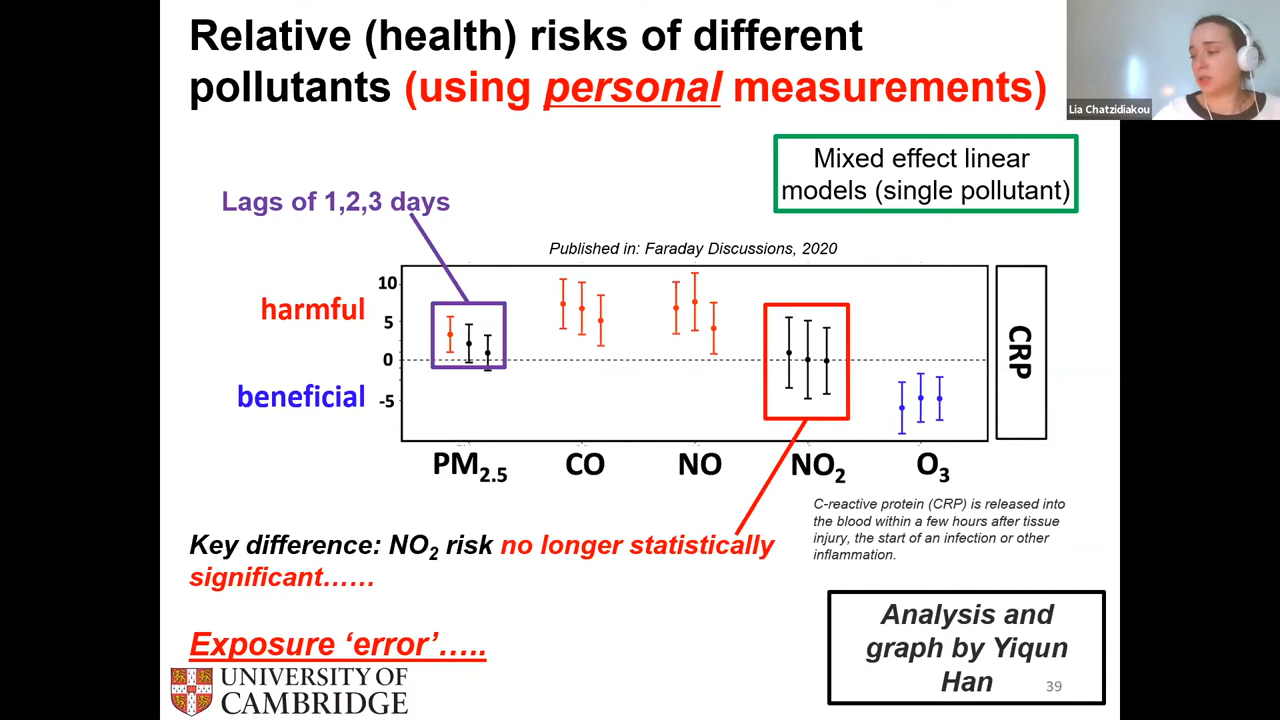 Relative (health) risks of different
pollutants (using personal measurements)
Lia Chatzidiakou
Mixed effect linear
models (single pollutant)
Lags of 1,2,3 days
Published in: Faraday Discussions, 2020
10
harmful
5
0
beneficial
-5
CRP
PM2.5 CO NO NO2 O3
C-reactive protein (CRP) is released into
the blood within a few hours after tissue
injury, the start of an infection or other
inflammation.
Key difference: NO2 risk no longer statistically
significant……
Exposure ‘error’…..
Analysis and
graph by Yiqun
Han
39
UNIVERSITY OF
CAMBRIDGE